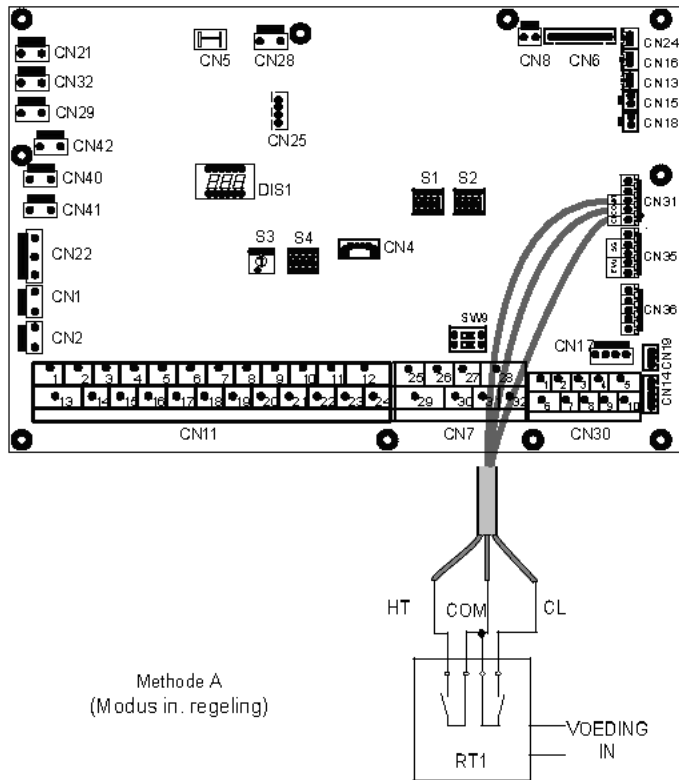 CN21
CN32
CN29
CN42
CN40
CN41
CN22
CN1
CN2
CN5
CN28
CN25
DIS1
S3
S4
CN4
S1
S2
SW9
CN8
CN6
CN24
CN16
CN13
CN15
CN18
CN31
CN35
CN36
CN17
CN19
CN14
1 2 3 4 5 6 7 8 9 10 11 12
13 14 15 16 17 18 19 20 21 22 23 24
CN11
25 26 27 28
29 30 31 32
CN7
1 2 3 4 5
6 7 8 9 10
CN30
HT
COM
CL
Methode A
(Modus in. regeling)
RT1
VOEDING
IN